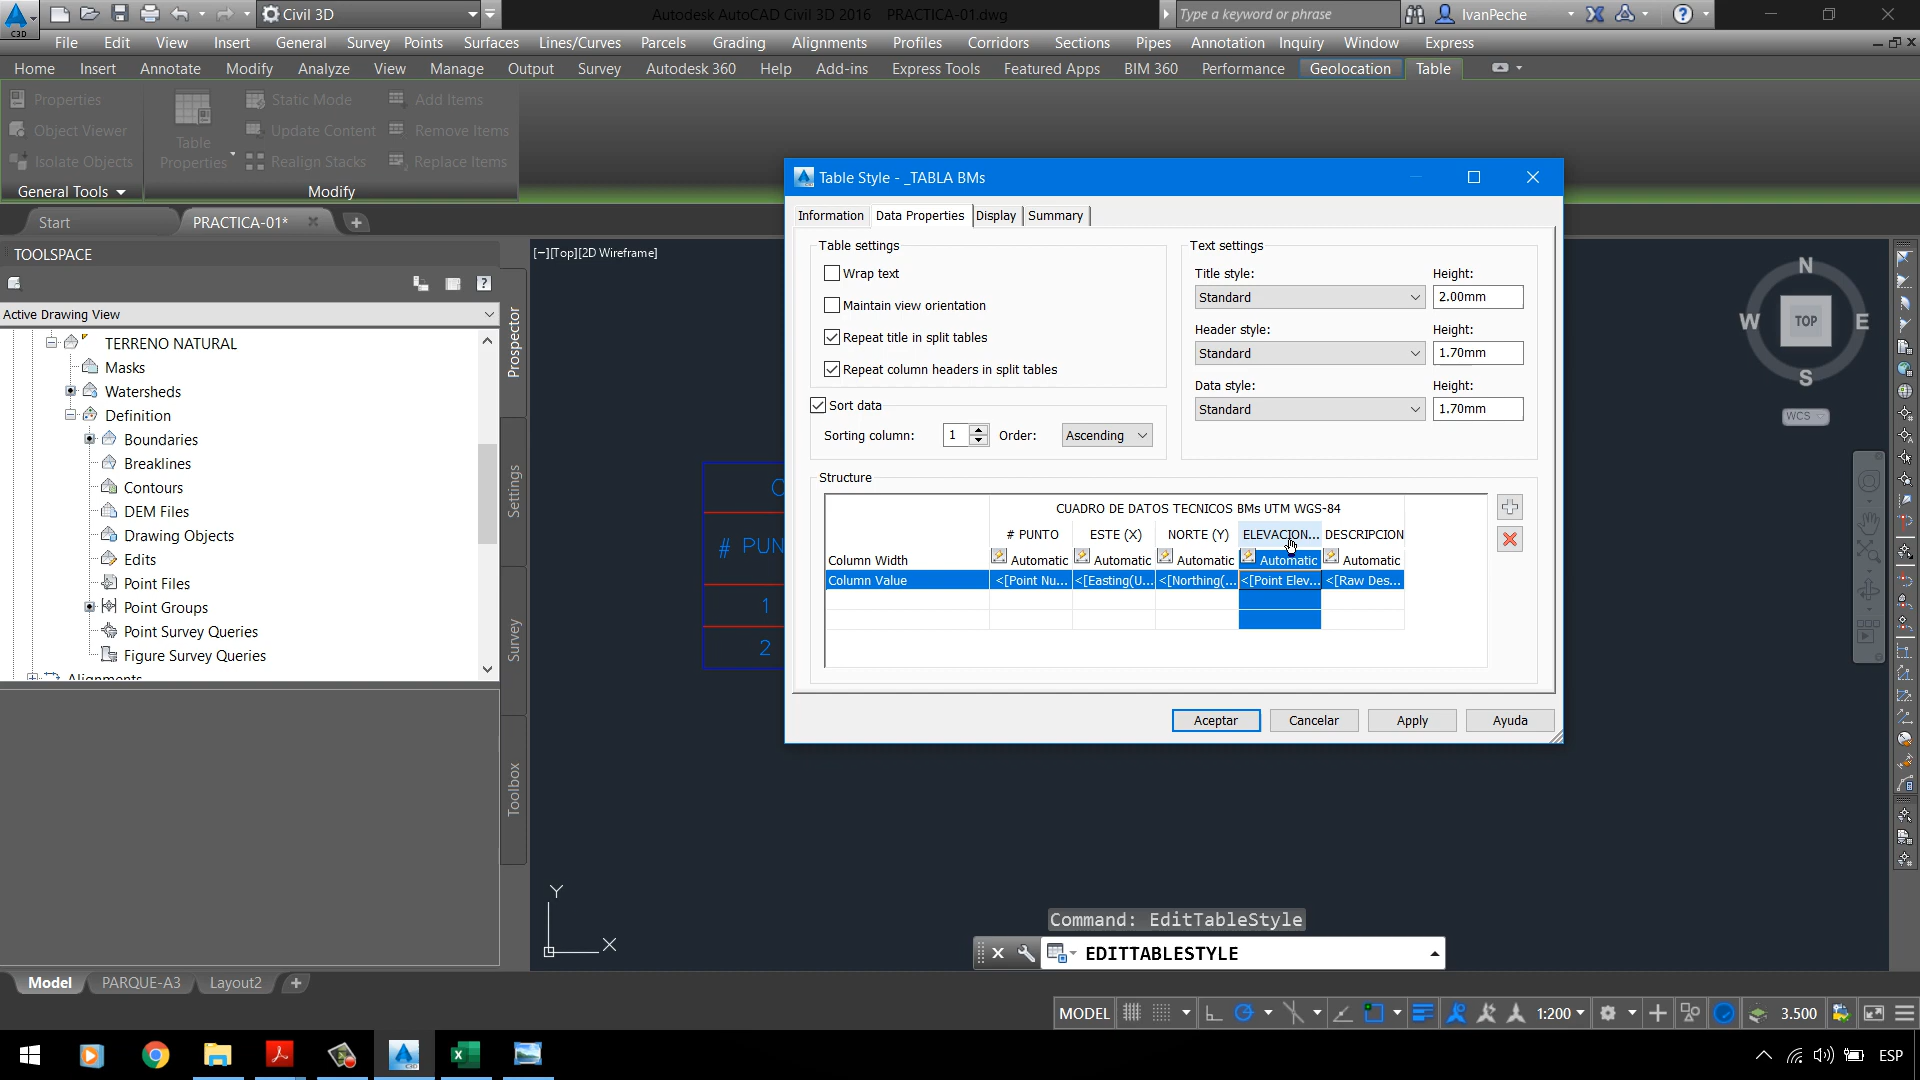 Civil 3D
Autodesk AutoCAD Civil 3D 2016 PRACTICA-01.dwg
Type a keyword or phrase
IvanPeche
C3D
File Edit View Insert General Survey Points Surfaces Lines/Curves Parcels Grading Alignments Profiles Corridors Sections Pipes Annotation Inquiry Window Express
Home Insert Annotate Modify Analyze View Manage Output Survey Autodesk 360 Help Add-ins Express Tools Featured Apps BIM 360 Performance Geolocation Table
Properties
Object Viewer
Isolate Objects
General Tools
Table
Properties
Static Mode
Update Content
Realign Stacks
Add Items
Remove Items
Replace Items
Modify
Start
PRACTICA-01*
TOOLSPACE
Active Drawing View
TERRENO NATURAL
Masks
Watersheds
Definition
Boundaries
Breaklines
Contours
DEM Files
Drawing Objects
Edits
Point Files
Point Groups
Point Survey Queries
Figure Survey Queries
Alignments
Prospector
Settings
Survey
Toolbox
[−][Top][2D Wireframe]
C
# PUN
1
2
Table Style - _TABLA BMs
Information Data Properties Display Summary
Table settings
Wrap text
Maintain view orientation
Repeat title in split tables
Repeat column headers in split tables
Sort data
Sorting column: 1 Order: Ascending
Text settings
Title style: Height:
Standard 2.00mm
Header style: Height:
Standard 1.70mm
Data style: Height:
Standard 1.70mm
Structure
CUADRO DE DATOS TECNICOS BMs UTM WGS-84
# PUNTO ESTE (X) NORTE (Y) ELEVACION... DESCRIPCION
Column Width Automatic Automatic Automatic Automatic Automatic
Column Value <[Point Nu... <[Easting(U... <[Northing(... <[Point Elev... <[Raw Des...
Aceptar Cancelar Apply Ayuda
N
W TOP E
S
WCS
Y
X
Command: EditTableStyle
EDITTABLESTYLE
Model PARQUE-A3 Layout2
MODEL 1:200 3.500
C3D
ESP